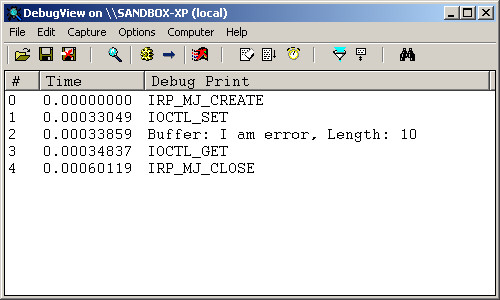 DebugView on \\SANDBOX-XP (local)
File Edit Capture Options Computer Help
# Time Debug Print
0 0.00000000 IRP_MJ_CREATE
1 0.00033049 IOCTL_SET
2 0.00033859 Buffer: I am error, Length: 10
3 0.00034837 IOCTL_GET
4 0.00060119 IRP_MJ_CLOSE